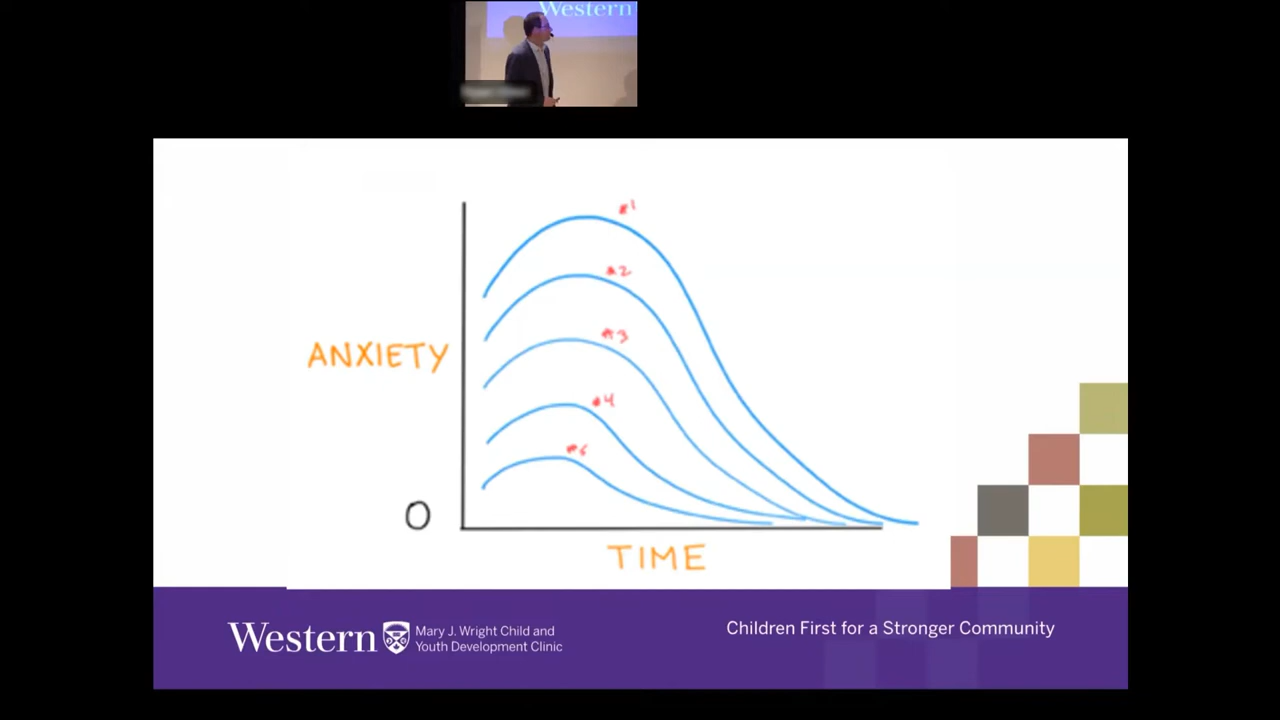 Western
#1
#2
#3
ANXIETY
#4
0
TIME
Western
Mary J. Wright Child and
Youth Development Clinic
Children First for a Stronger Community